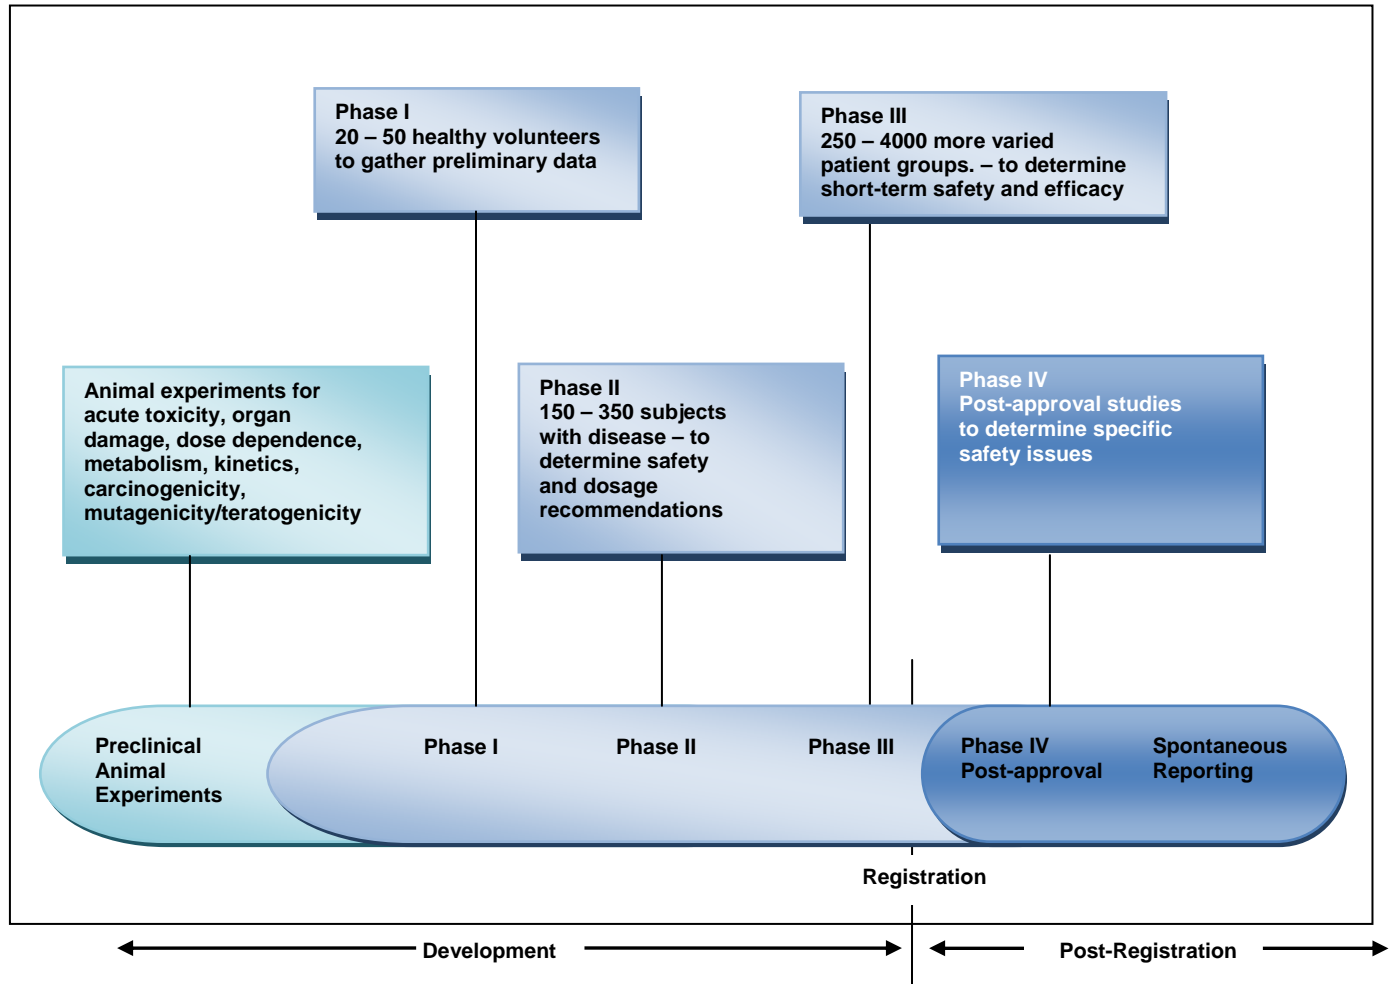 Phase I
20 – 50 healthy volunteers
to gather preliminary data
Phase III
250 – 4000 more varied
patient groups. – to determine
short-term safety and efficacy
Animal experiments for
acute toxicity, organ
damage, dose dependence,
metabolism, kinetics,
carcinogenicity,
mutagenicity/teratogenicity
Phase II
150 – 350 subjects
with disease – to
determine safety
and dosage
recommendations
Phase IV
Post-approval studies
to determine specific
safety issues
Preclinical
Animal
Experiments
Phase I
Phase II
Phase III
Phase IV
Post-approval
Spontaneous
Reporting
Registration
Development
Post-Registration